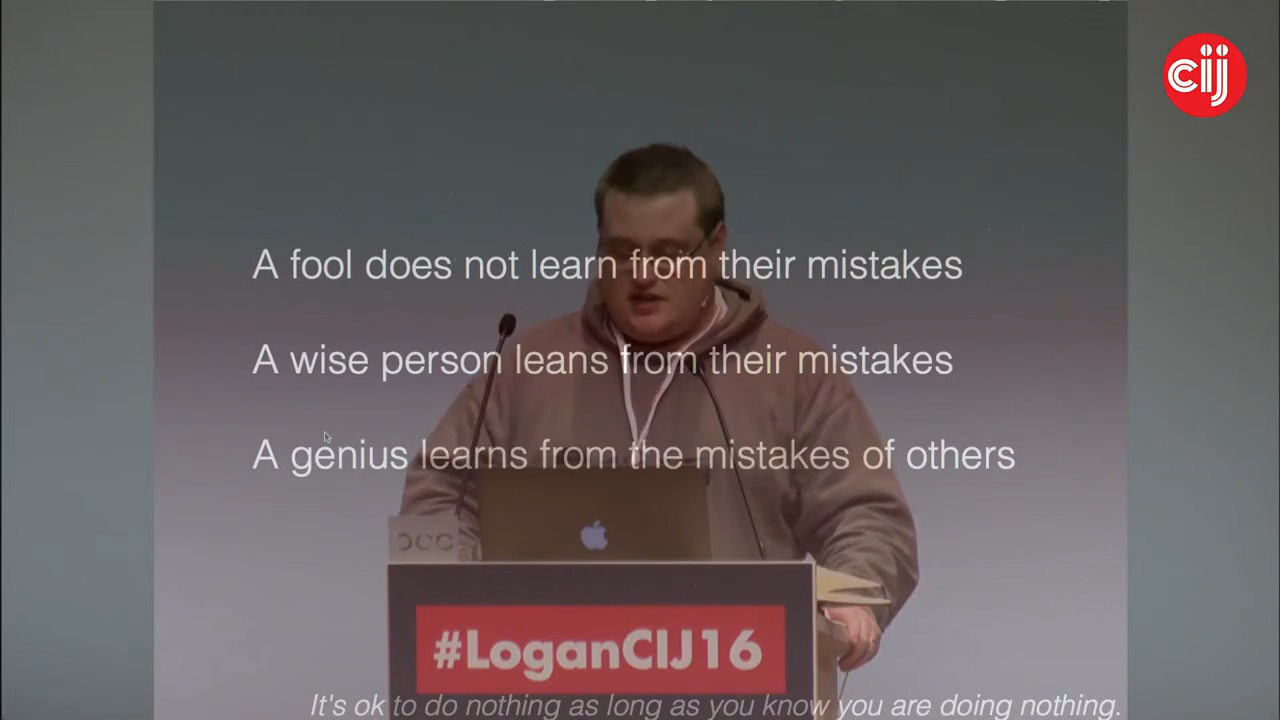 cij
A fool does not learn from their mistakes
A wise person leans from their mistakes
A genius learns from the mistakes of others
#LoganCIJ16
It's ok to do nothing as long as you know you are doing nothing.